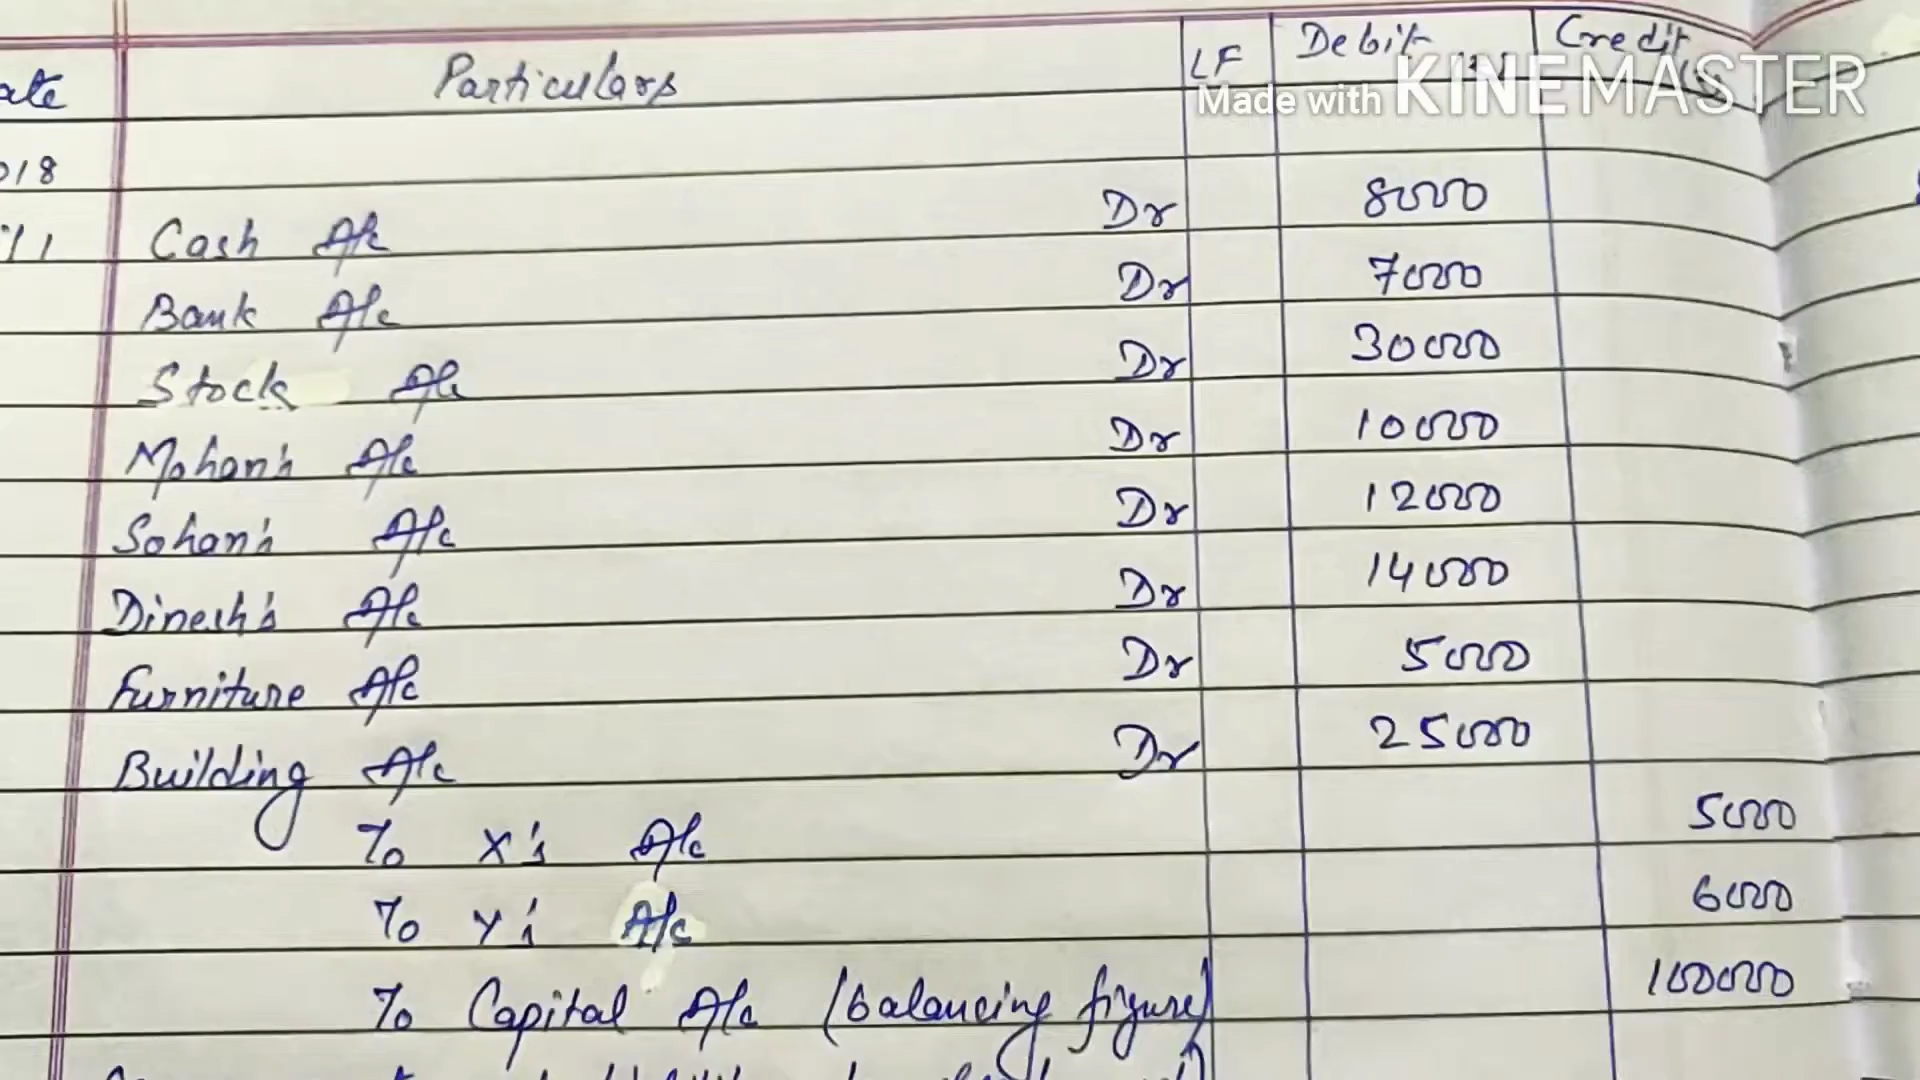 ate Particulars LF Debit Credit
Made with KINEMASTER
018
Cash A/c Dr 8000
Bank A/c Dr 7000
Stock A/c Dr 30000
Mohan's A/c Dr 10000
Sohan's A/c Dr 12000
Dinesh's A/c Dr 14000
Furniture A/c Dr 5000
Building A/c Dr 25000
To X's A/c 5000
To Y's A/c 6000
To Capital A/c (balancing figure) 100000